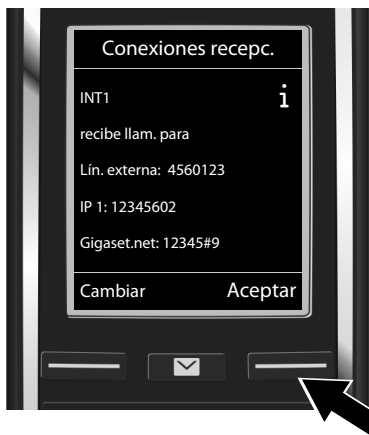 Conexiones recepc.
INT1
i
recibe llam. para
Lín. externa: 4560123
IP 1: 12345602
Gigaset.net: 12345#9
Cambiar
Aceptar